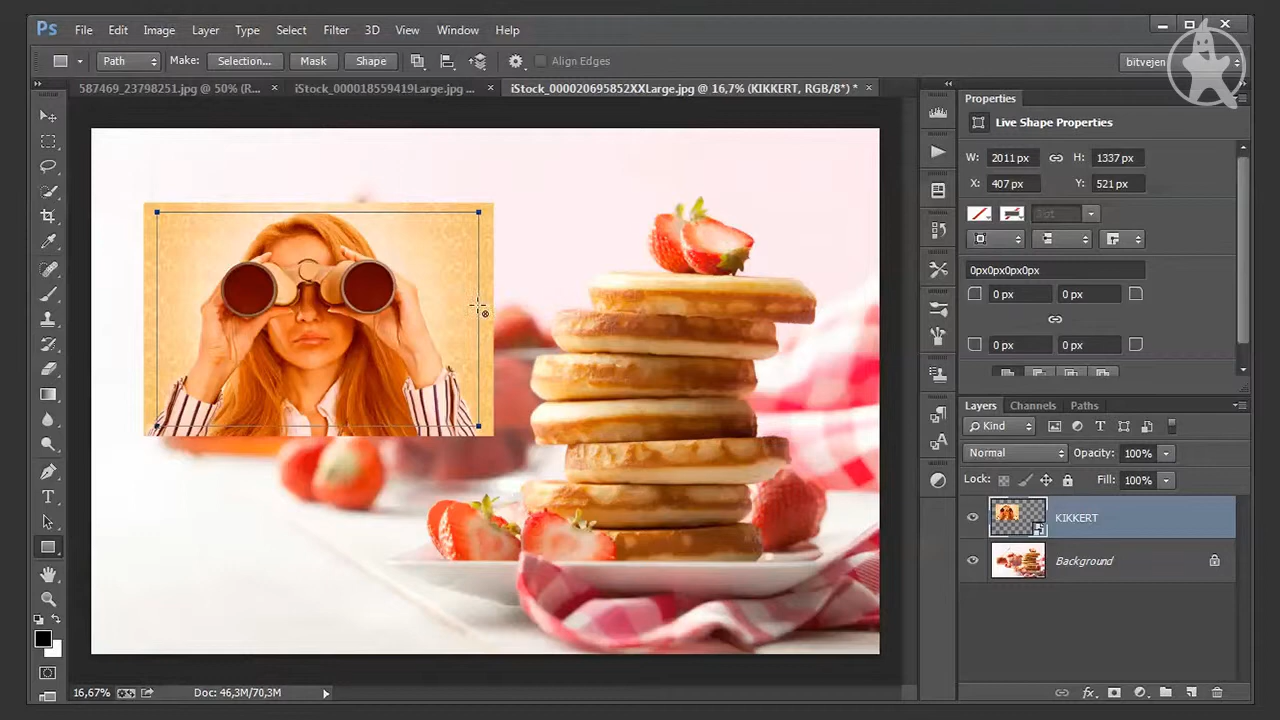 Ps File Edit Image Layer Type Select Filter 3D View Window Help
Path Make: Selection... Mask Shape Align Edges bitvejen
587469_23798251.jpg @ 50% (R... × iStock_000018559419Large.jpg ... × iStock_000020695852XXLarge.jpg @ 16,7% (KIKKERT, RGB/8*) * ×
Properties
Live Shape Properties
W: 2011 px H: 1337 px
X: 407 px Y: 521 px
3pt
0px0px0px0px
0 px 0 px
0 px 0 px
Layers Channels Paths
Kind
Normal Opacity: 100%
Lock: Fill: 100%
KIKKERT
Background
16,67% Doc: 46,3M/70,3M